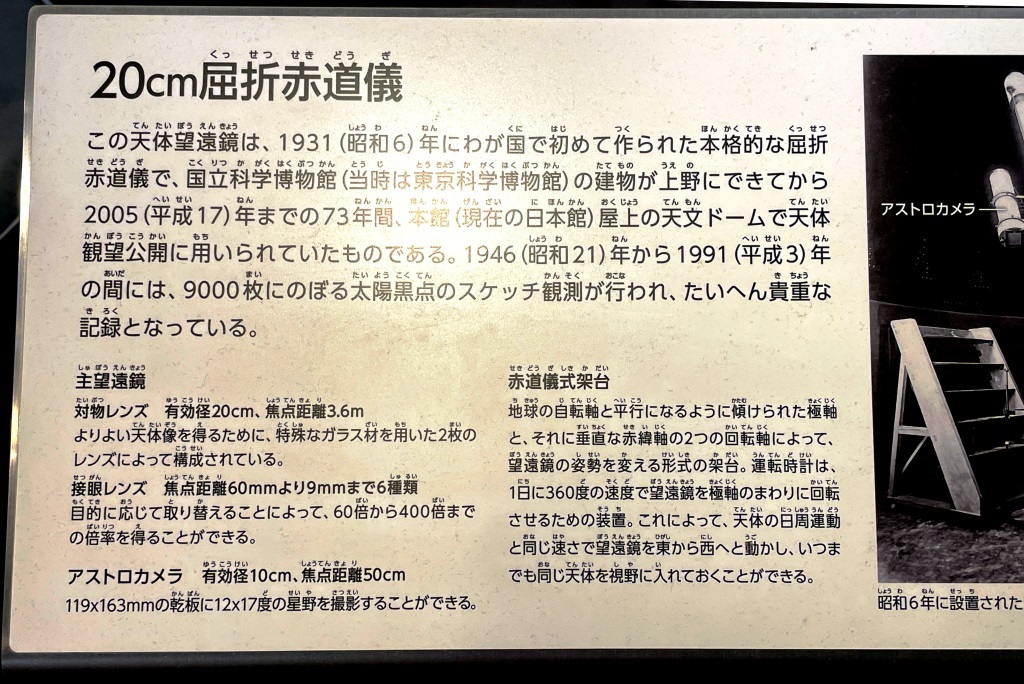 20cm屈折赤道儀
この天体望遠鏡は、1931（昭和6）年にわが国で初めて作られた本格的な屈折
赤道儀で、国立科学博物館（当時は東京科学博物館）の建物が上野にできてから
2005（平成17）年までの73年間、本館（現在の日本館）屋上の天文ドームで天体
観望公開に用いられていたものである。1946（昭和21）年から1991（平成3）年
の間には、9000枚にのぼる太陽黒点のスケッチ観測が行われ、たいへん貴重な
記録となっている。
主望遠鏡
対物レンズ　有効径20cm、焦点距離3.6m
よりよい天体像を得るために、特殊なガラス材を用いた2枚の
レンズによって構成されている。
接眼レンズ　焦点距離60mmより9mmまで6種類
目的に応じて取り替えることによって、60倍から400倍まで
の倍率を得ることができる。
アストロカメラ　有効径10cm、焦点距離50cm
119x163mmの乾板に12x17度の星野を撮影することができる。
赤道儀式架台
地球の自転軸と平行になるように傾けられた極軸
と、それに垂直な赤緯軸の2つの回転軸によって、
望遠鏡の姿勢を変える形式の架台。運転時計は、
1日に360度の速度で望遠鏡を極軸のまわりに回転
させるための装置。これによって、天体の日周運動
と同じ速さで望遠鏡を東から西へと動かし、いつま
でも同じ天体を視野に入れておくことができる。
アストロカメラ
昭和6年に設置された